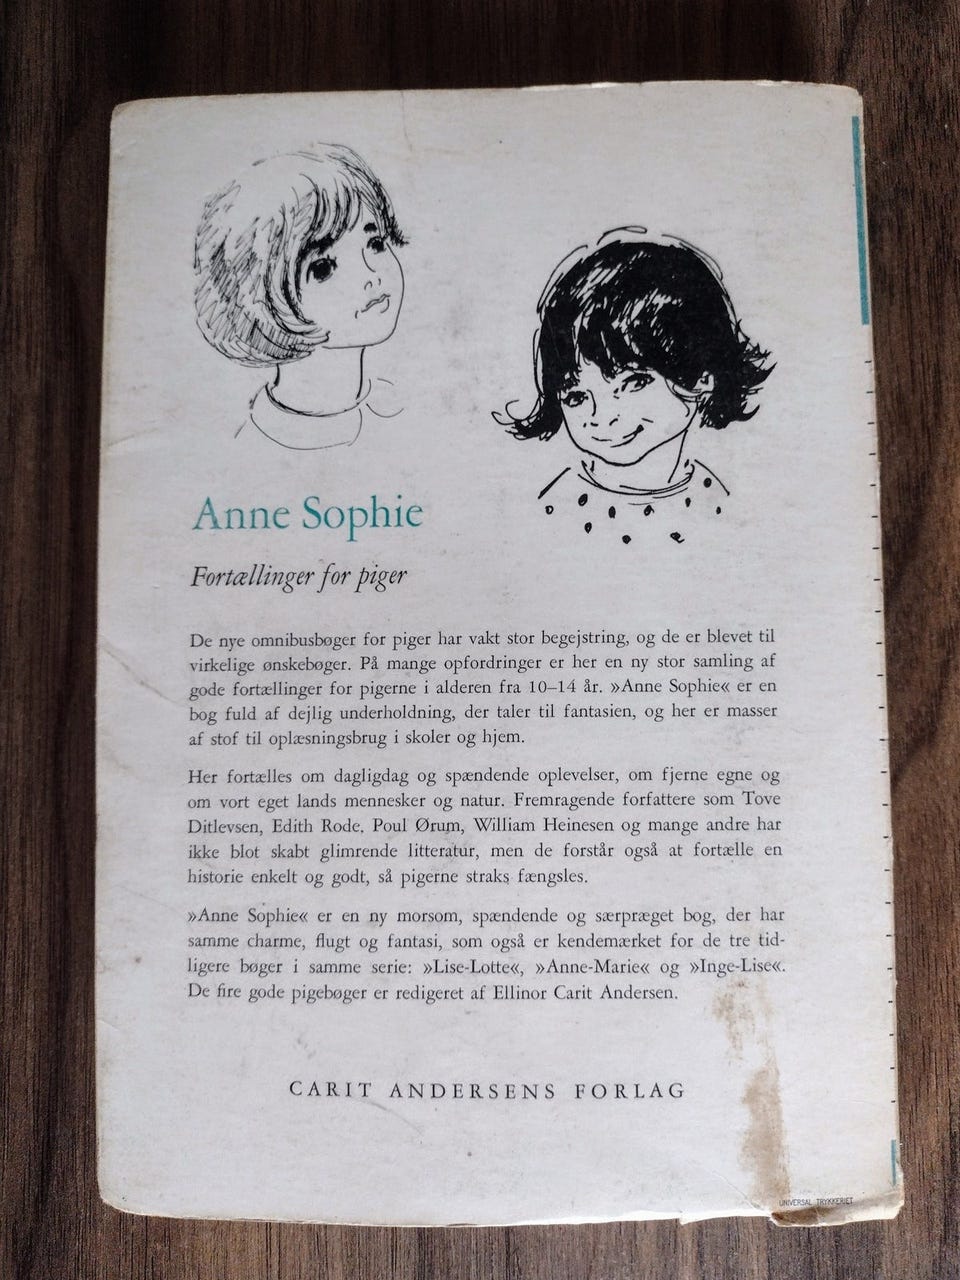 Anne Sophie
Fortællinger for piger
De nye omnibusbøger for piger har vakt stor begejstring, og de er blevet til
virkelige ønskebøger. På mange opfordringer er her en ny stor samling af
gode fortællinger for pigerne i alderen fra 10–14 år. »Anne Sophie« er en
bog fuld af dejlig underholdning, der taler til fantasien, og her er masser
af stof til oplæsningsbrug i skoler og hjem.
Her fortælles om dagligdag og spændende oplevelser, om fjerne egne og
om vort eget lands mennesker og natur. Fremragende forfattere som Tove
Ditlevsen, Edith Rode, Poul Ørum, William Heinesen og mange andre har
ikke blot skabt glimrende litteratur, men de forstår også at fortælle en
historie enkelt og godt, så pigerne straks fængsles.
»Anne Sophie« er en ny morsom, spændende og særpræget bog, der har
samme charme, flugt og fantasi, som også er kendemærket for de tre tid-
ligere bøger i samme serie: »Lise-Lotte«, »Anne-Marie« og »Inge-Lise«.
De fire gode pigebøger er redigeret af Ellinor Carit Andersen.
CARIT ANDERSENS FORLAG
UNIVERSAL TRYKKERIET